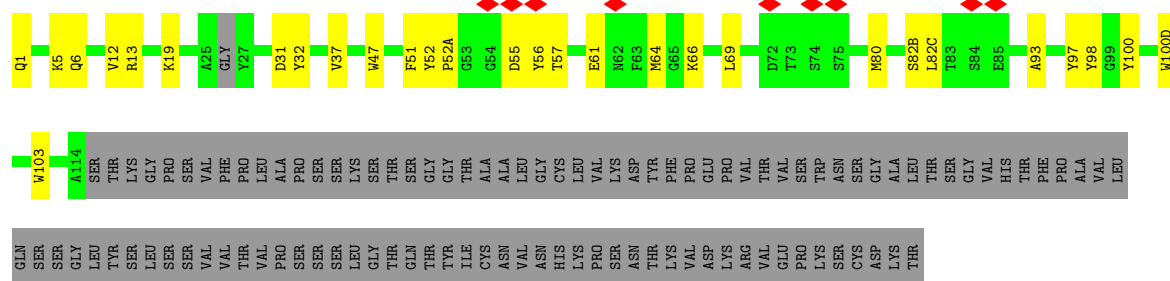 Q1 K5 Q6 V12 R13 K19 A25 GLY Y27 D31 Y32 V37 W47 F51 Y52 P52A G53 G54 D55 Y56 T57 E61 N62 F63 M64 G65 K66 L69 D72 T73 S74 S75 M80 S82B L82C T83 S84 E85 A93 Y97 Y98 G99 Y100 W100D
W103 A114 SER THR LYS GLY PRO SER VAL PHE PRO LEU ALA PRO SER SER LYS SER THR SER GLY GLY THR ALA ALA LEU GLY CYS LEU VAL LYS ASP TYR PHE PRO GLU PRO VAL THR VAL SER TRP ASN SER GLY ALA LEU THR SER GLY VAL HIS THR PHE PRO ALA VAL LEU
GLN SER SER GLY LEU TYR SER LEU SER SER VAL VAL THR VAL PRO SER SER SER LEU GLY THR GLN THR TYR ILE CYS ASN VAL ASN HIS LYS PRO SER ASN THR LYS VAL ASP LYS ARG VAL GLU PRO LYS SER CYS ASP LYS THR